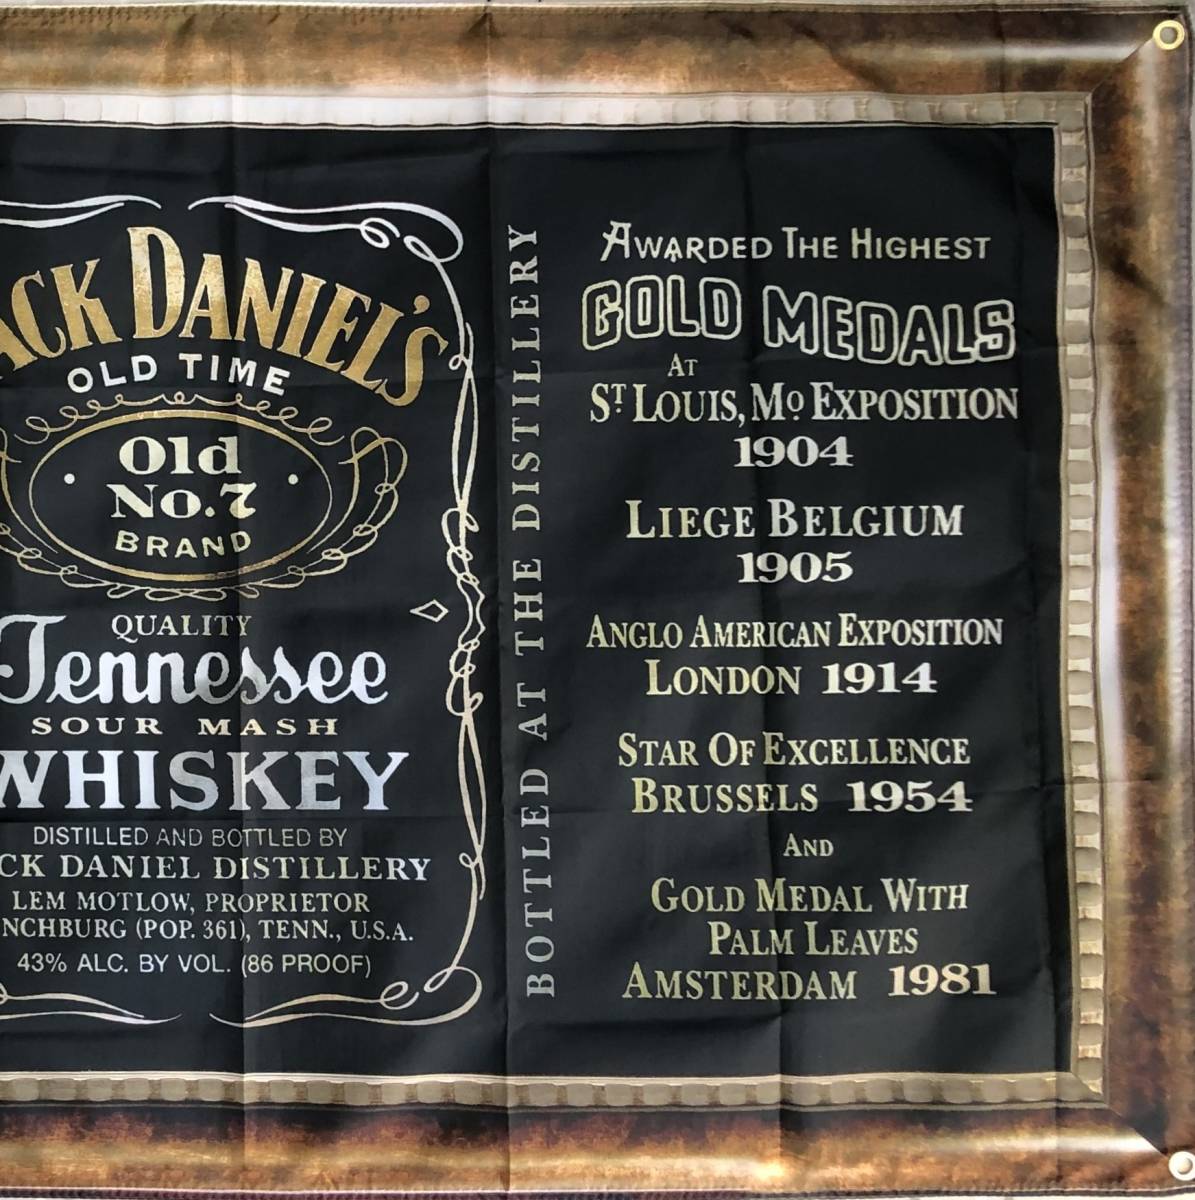 ACK DANIEL'S
OLD TIME
Old
No.7
BRAND
QUALITY
Tennessee
SOUR MASH
WHISKEY
DISTILLED AND BOTTLED BY
CK DANIEL DISTILLERY
LEM MOTLOW, PROPRIETOR
NCHBURG (POP. 361), TENN., U.S.A.
43% ALC. BY VOL. (86 PROOF)
BOTTLED AT THE DISTILLERY
AWARDED THE HIGHEST
GOLD MEDALS
AT
ST LOUIS, MO EXPOSITION
1904
LIEGE BELGIUM
1905
ANGLO AMERICAN EXPOSITION
LONDON 1914
STAR OF EXCELLENCE
BRUSSELS 1954
AND
GOLD MEDAL WITH
PALM LEAVES
AMSTERDAM 1981